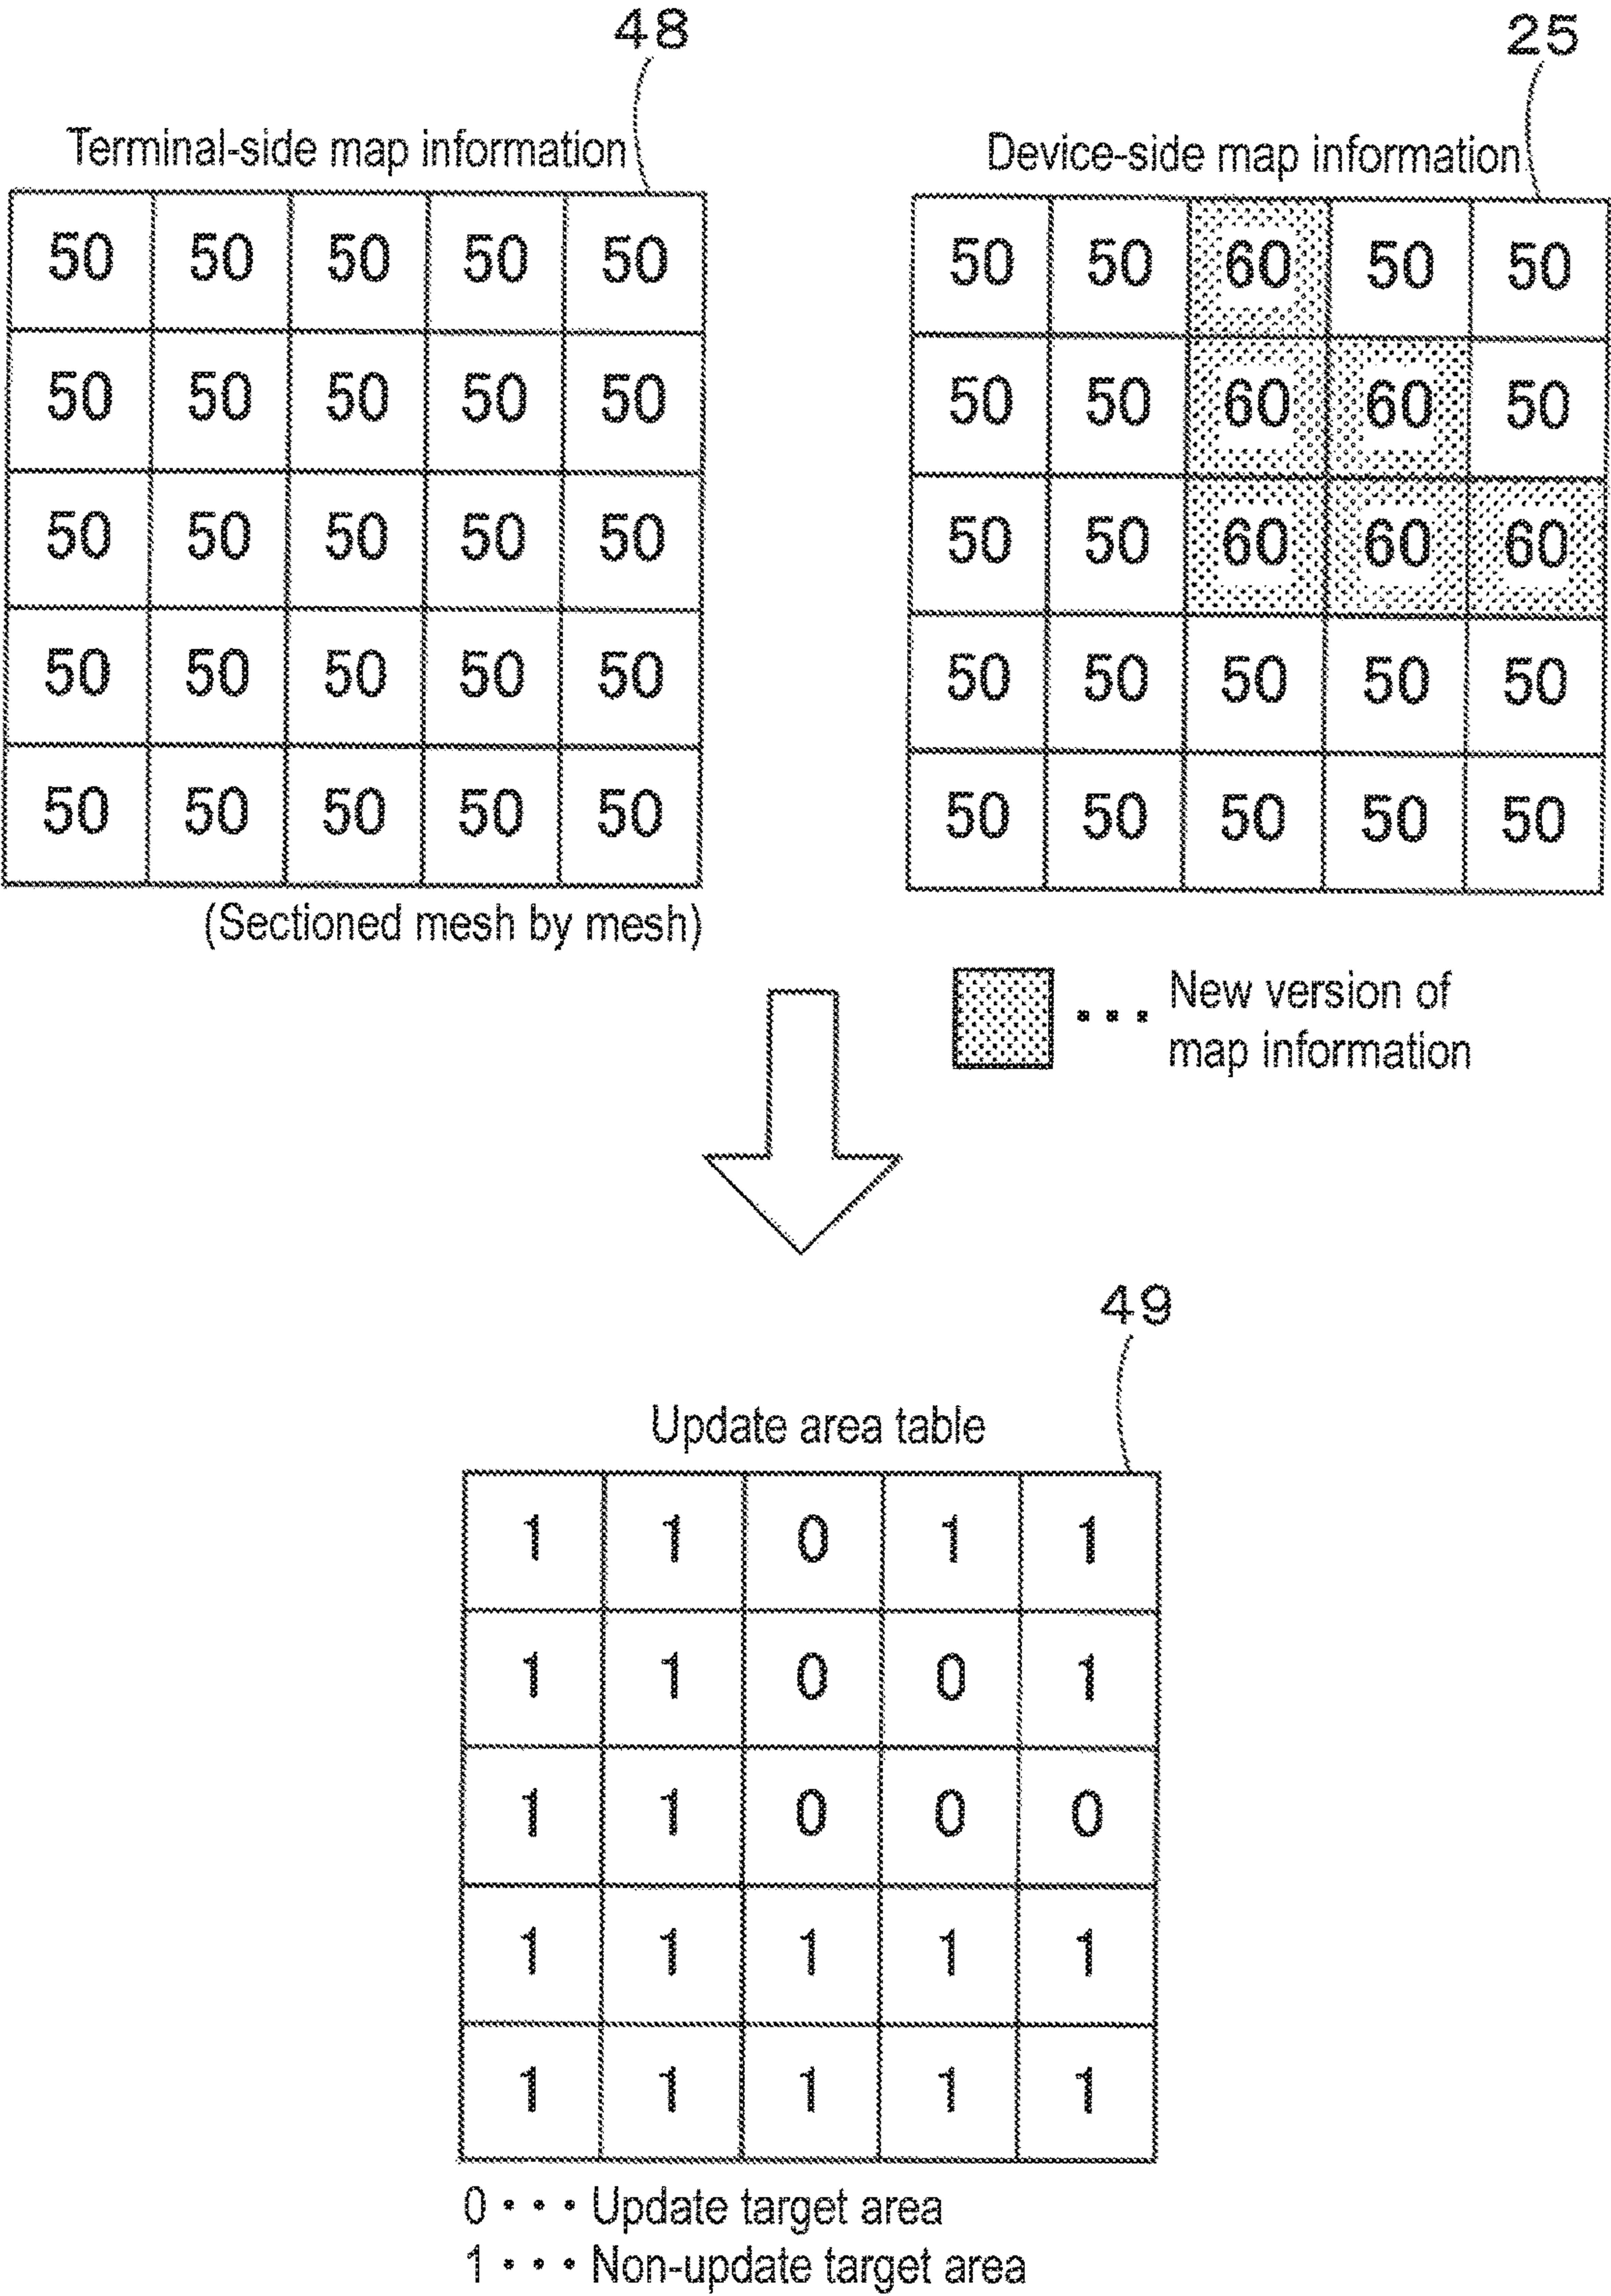 48
25
Terminal-side map information
Device-side map information
50 50 50 50 50
50 50 50 50 50
50 50 50 50 50
50 50 50 50 50
50 50 50 50 50
50 50 60 50 50
50 50 60 60 50
50 50 60 60 60
50 50 50 50 50
50 50 50 50 50
(Sectioned mesh by mesh)
••• New version of
map information
49
Update area table
1 1 0 1 1
1 1 0 0 1
1 1 0 0 0
1 1 1 1 1
1 1 1 1 1
0 ••• Update target area
1 ••• Non-update target area